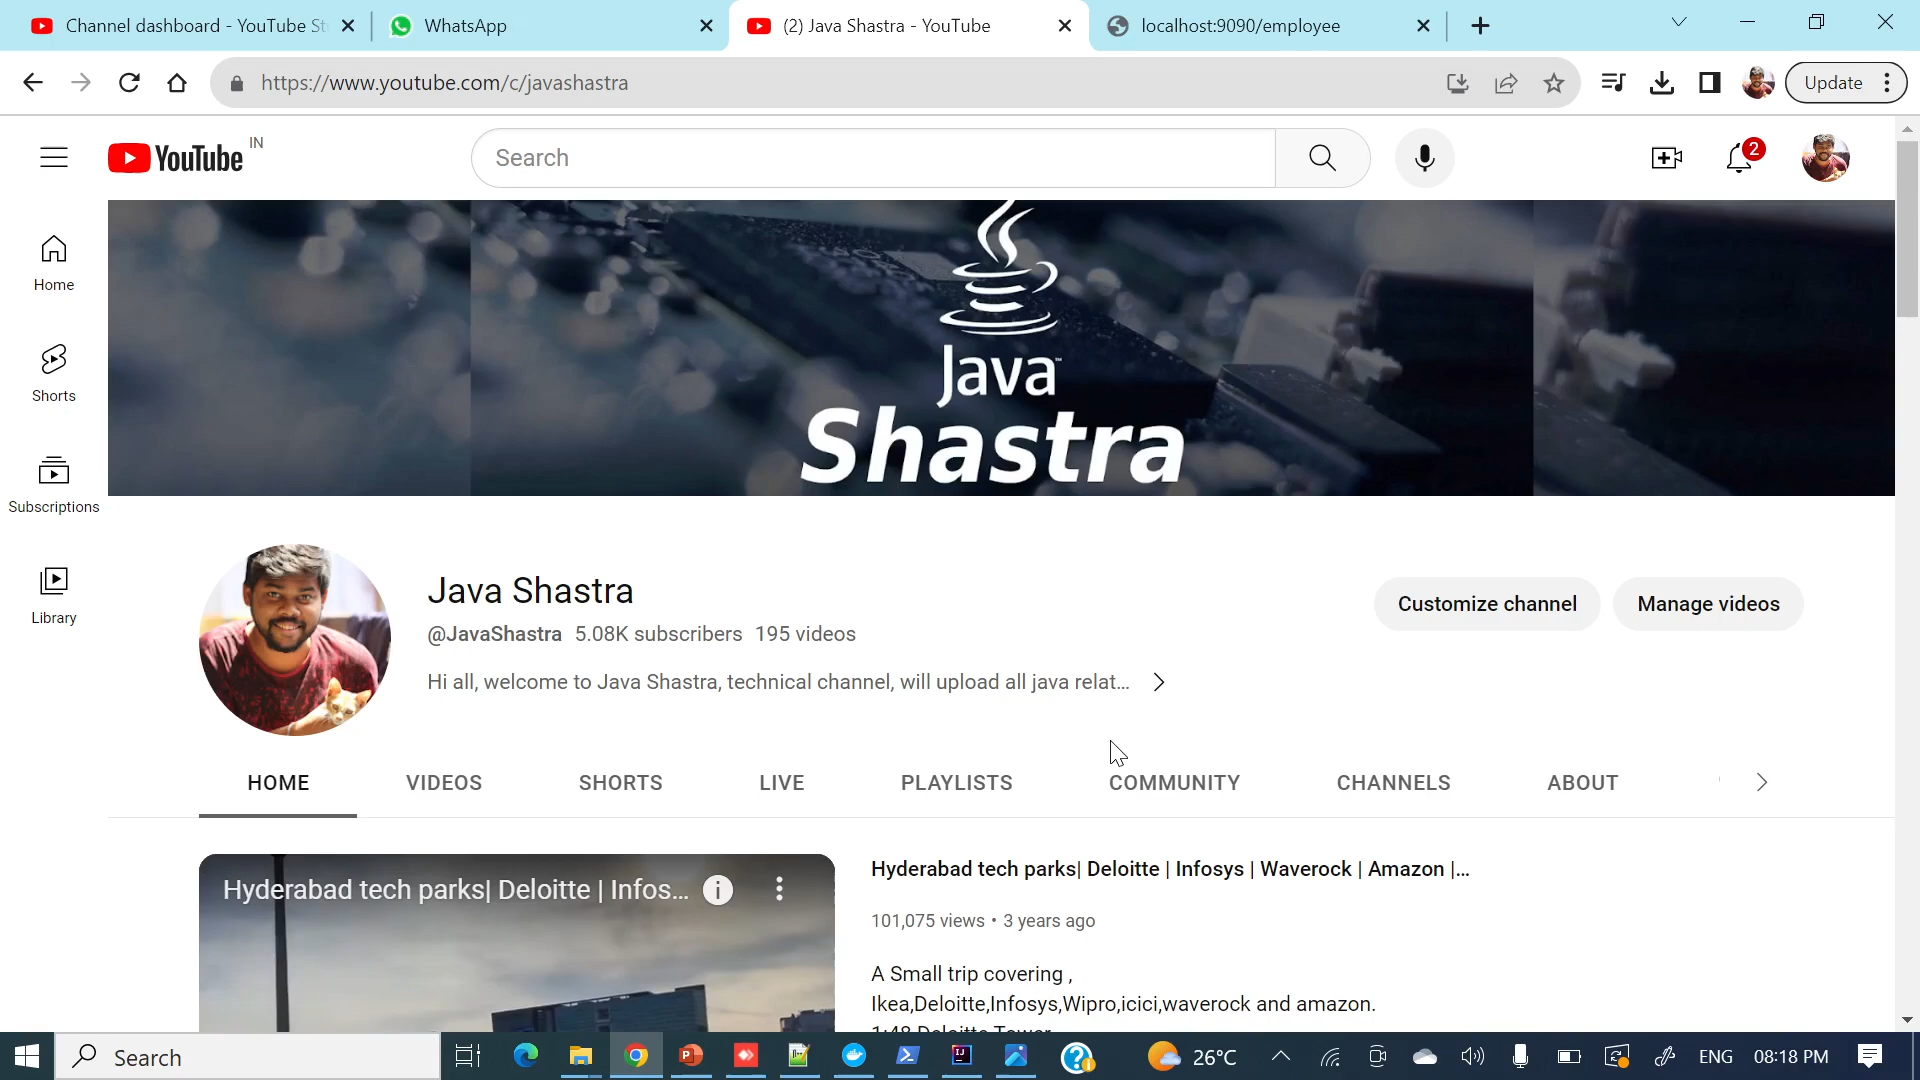 Channel dashboard - YouTube St
WhatsApp
(2) Java Shastra - YouTube
localhost:9090/employee
https://www.youtube.com/c/javashastra
Update
YouTube IN
Search
2
Home
Shorts
Subscriptions
Library
Java™
Shastra
Java Shastra
@JavaShastra 5.08K subscribers 195 videos
Hi all, welcome to Java Shastra, technical channel, will upload all java relat...
Customize channel
Manage videos
HOME VIDEOS SHORTS LIVE PLAYLISTS COMMUNITY CHANNELS ABOUT
Hyderabad tech parks| Deloitte | Infos...
Hyderabad tech parks| Deloitte | Infosys | Waverock | Amazon |...
101,075 views • 3 years ago
A Small trip covering ,
Ikea,Deloitte,Infosys,Wipro,icici,waverock and amazon.
1:48 Deloitte Tower
Search
26°C
ENG
08:18 PM